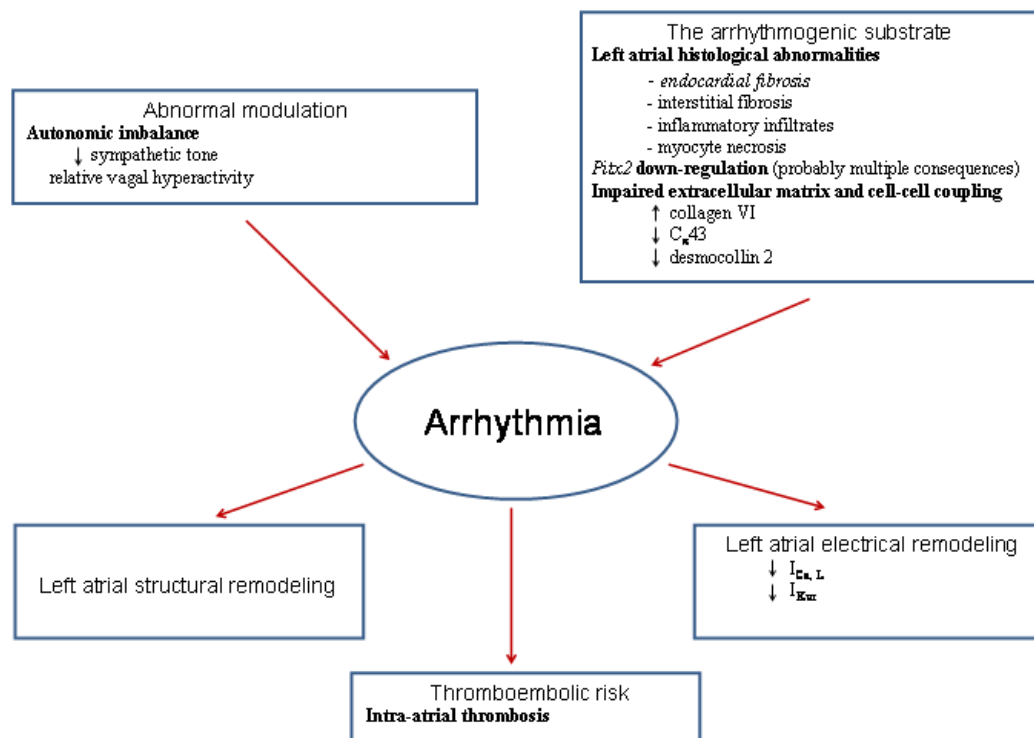 Abnormal modulation
Autonomic imbalance
↓ sympathetic tone
relative vagal hyperactivity
The arrhythmogenic substrate
Left atrial histological abnormalities
- endocardial fibrosis
- interstitial fibrosis
- inflammatory infiltrates
- myocyte necrosis
Pitx2 down-regulation (probably multiple consequences)
Impaired extracellular matrix and cell-cell coupling
↑ collagen VI
↓ Cx43
↓ desmocollin 2
Arrhythmia
Left atrial structural remodeling
Left atrial electrical remodeling
↓ ICa, L
↓ IKur
Thromboembolic risk
Intra-atrial thrombosis